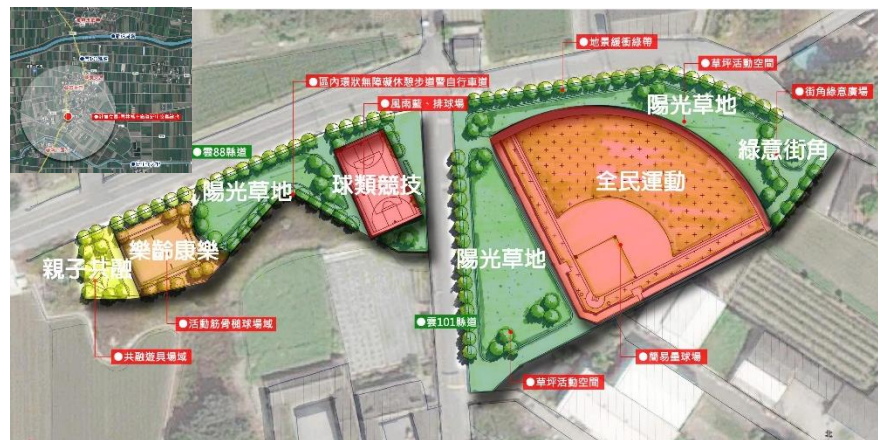 ●地景緩衝綠帶
●草坪活動空間
●區內環狀無障礙休憩步道暨自行車道
陽光草地
●街角綠意廣場
●風雨籃、排球場
綠意街角
●雲88縣道
陽光草地
球類競技
全民運動
樂齡康樂
陽光草地
親子共融
●活動筋骨槌球場域
●雲101縣道
●共融遊具場域
●簡易壘球場
●草坪活動空間
北